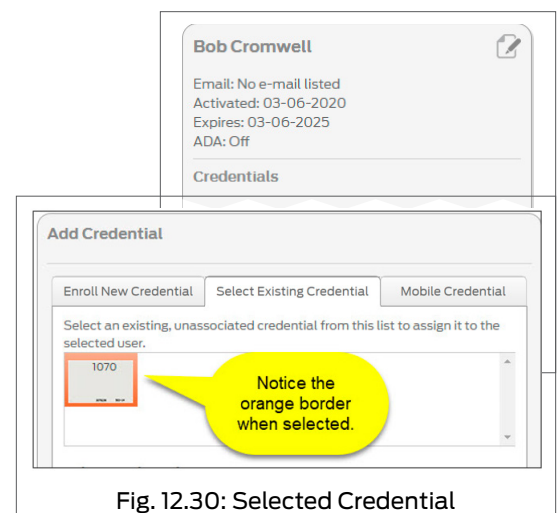 Bob Cromwell
Email: No e-mail listed
Activated: 03-06-2020
Expires: 03-06-2025
ADA: Off
Credentials
Add Credential
Enroll New Credential Select Existing Credential Mobile Credential
Select an existing, unassociated credential from this list to assign it to the
selected user.
1070
Notice the
orange border
when selected.
Fig. 12.30: Selected Credential